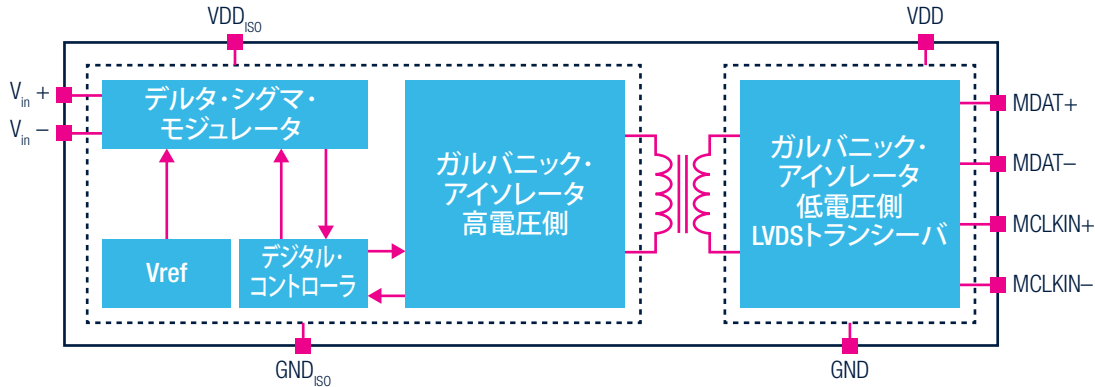 VDDISO
VDD
Vin +
Vin –
デルタ・シグマ・
モジュレータ
Vref
デジタル・
コントローラ
ガルバニック・
アイソレータ
高電圧側
ガルバニック・
アイソレータ
低電圧側
LVDSトランシーバ
MDAT+
MDAT–
MCLKIN+
MCLKIN–
GNDISO
GND